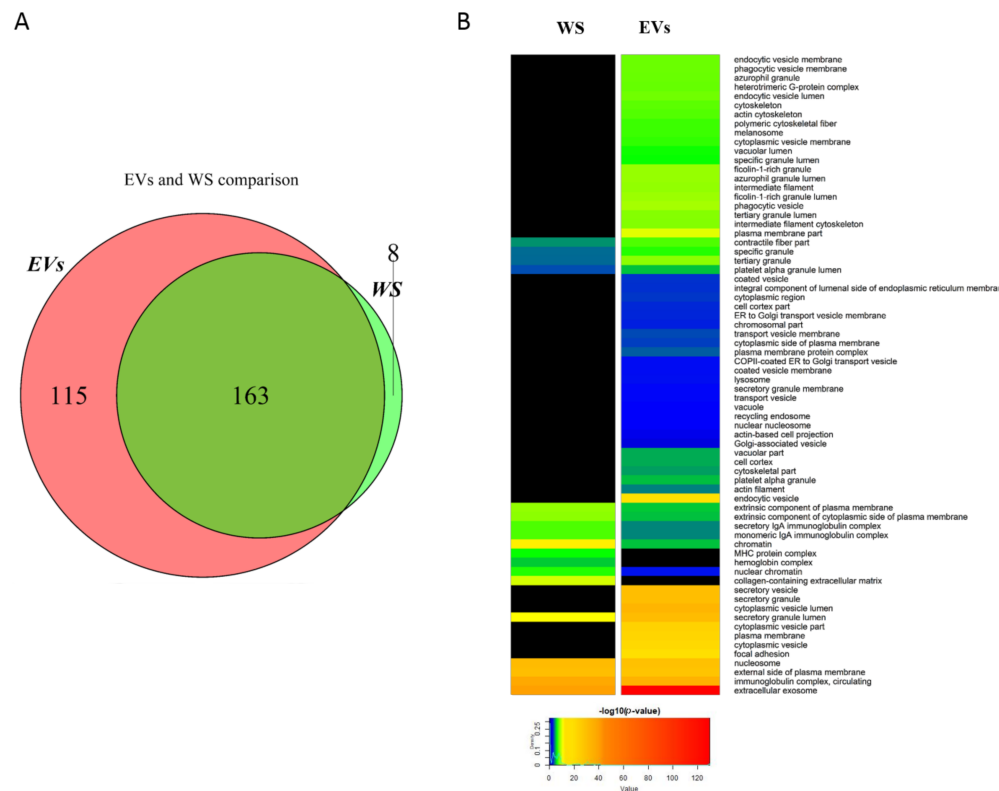 A
EVs and WS comparison
EVs
8
WS
115
163
B
WS
EVs
endocytic vesicle membrane
phagocytic vesicle membrane
azurophil granule
heterotrimeric G-protein complex
endocytic vesicle lumen
cytoskeleton
actin cytoskeleton
polymeric cytoskeletal fiber
melanosome
cytoplasmic vesicle membrane
vacuolar lumen
specific granule lumen
ficolin-1-rich granule
azurophil granule lumen
intermediate filament
ficolin-1-rich granule lumen
phagocytic vesicle
tertiary granule lumen
intermediate filament cytoskeleton
plasma membrane part
contractile fiber part
specific granule
tertiary granule
platelet alpha granule lumen
coated vesicle
integral component of lumenal side of endoplasmic reticulum membra
cytoplasmic region
cell cortex part
ER to Golgi transport vesicle membrane
chromosomal part
transport vesicle membrane
cytoplasmic side of plasma membrane
plasma membrane protein complex
COPII-coated ER to Golgi transport vesicle
coated vesicle membrane
lysosome
secretory granule membrane
transport vesicle
vacuole
recycling endosome
nuclear nucleosome
actin-based cell projection
Golgi-associated vesicle
vacuolar part
cell cortex
cytoskeletal part
platelet alpha granule
actin filament
endocytic vesicle
extrinsic component of plasma membrane
extrinsic component of cytoplasmic side of plasma membrane
secretory IgA immunoglobulin complex
monomeric IgA immunoglobulin complex
chromatin
MHC protein complex
hemoglobin complex
nuclear chromatin
collagen-containing extracellular matrix
secretory vesicle
secretory granule
cytoplasmic vesicle lumen
secretory granule lumen
cytoplasmic vesicle part
plasma membrane
cytoplasmic vesicle
focal adhesion
nucleosome
external side of plasma membrane
immunoglobulin complex, circulating
extracellular exosome
-log10(p-value)
Density
0 0.1 0.25
0 20 40 60 80 100 120
Value